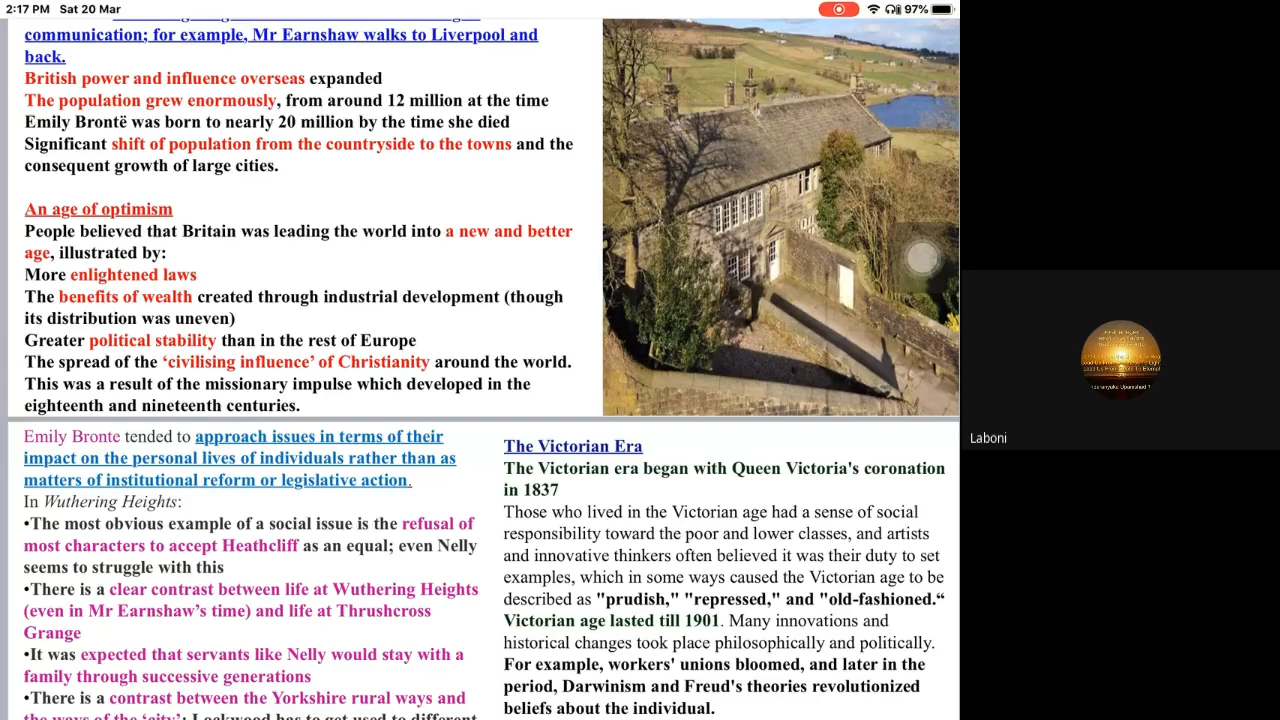 2:17 PM Sat 20 Mar
97%
communication; for example, Mr Earnshaw walks to Liverpool and
back.
British power and influence overseas expanded
The population grew enormously, from around 12 million at the time
Emily Brontë was born to nearly 20 million by the time she died
Significant shift of population from the countryside to the towns and the
consequent growth of large cities.
An age of optimism
People believed that Britain was leading the world into a new and better
age, illustrated by:
More enlightened laws
The benefits of wealth created through industrial development (though
its distribution was uneven)
Greater political stability than in the rest of Europe
The spread of the ‘civilising influence’ of Christianity around the world.
This was a result of the missionary impulse which developed in the
eighteenth and nineteenth centuries.
Emily Bronte tended to approach issues in terms of their
impact on the personal lives of individuals rather than as
matters of institutional reform or legislative action.
In Wuthering Heights:
•The most obvious example of a social issue is the refusal of
most characters to accept Heathcliff as an equal; even Nelly
seems to struggle with this
•There is a clear contrast between life at Wuthering Heights
(even in Mr Earnshaw’s time) and life at Thrushcross
Grange
•It was expected that servants like Nelly would stay with a
family through successive generations
•There is a contrast between the Yorkshire rural ways and
the ways of the ‘city’: Lockwood has to get used to different
The Victorian Era
The Victorian era began with Queen Victoria's coronation
in 1837
Those who lived in the Victorian age had a sense of social
responsibility toward the poor and lower classes, and artists
and innovative thinkers often believed it was their duty to set
examples, which in some ways caused the Victorian age to be
described as "prudish," "repressed," and "old-fashioned.“
Victorian age lasted till 1901. Many innovations and
historical changes took place philosophically and politically.
For example, workers' unions bloomed, and later in the
period, Darwinism and Freud's theories revolutionized
beliefs about the individual.
Laboni